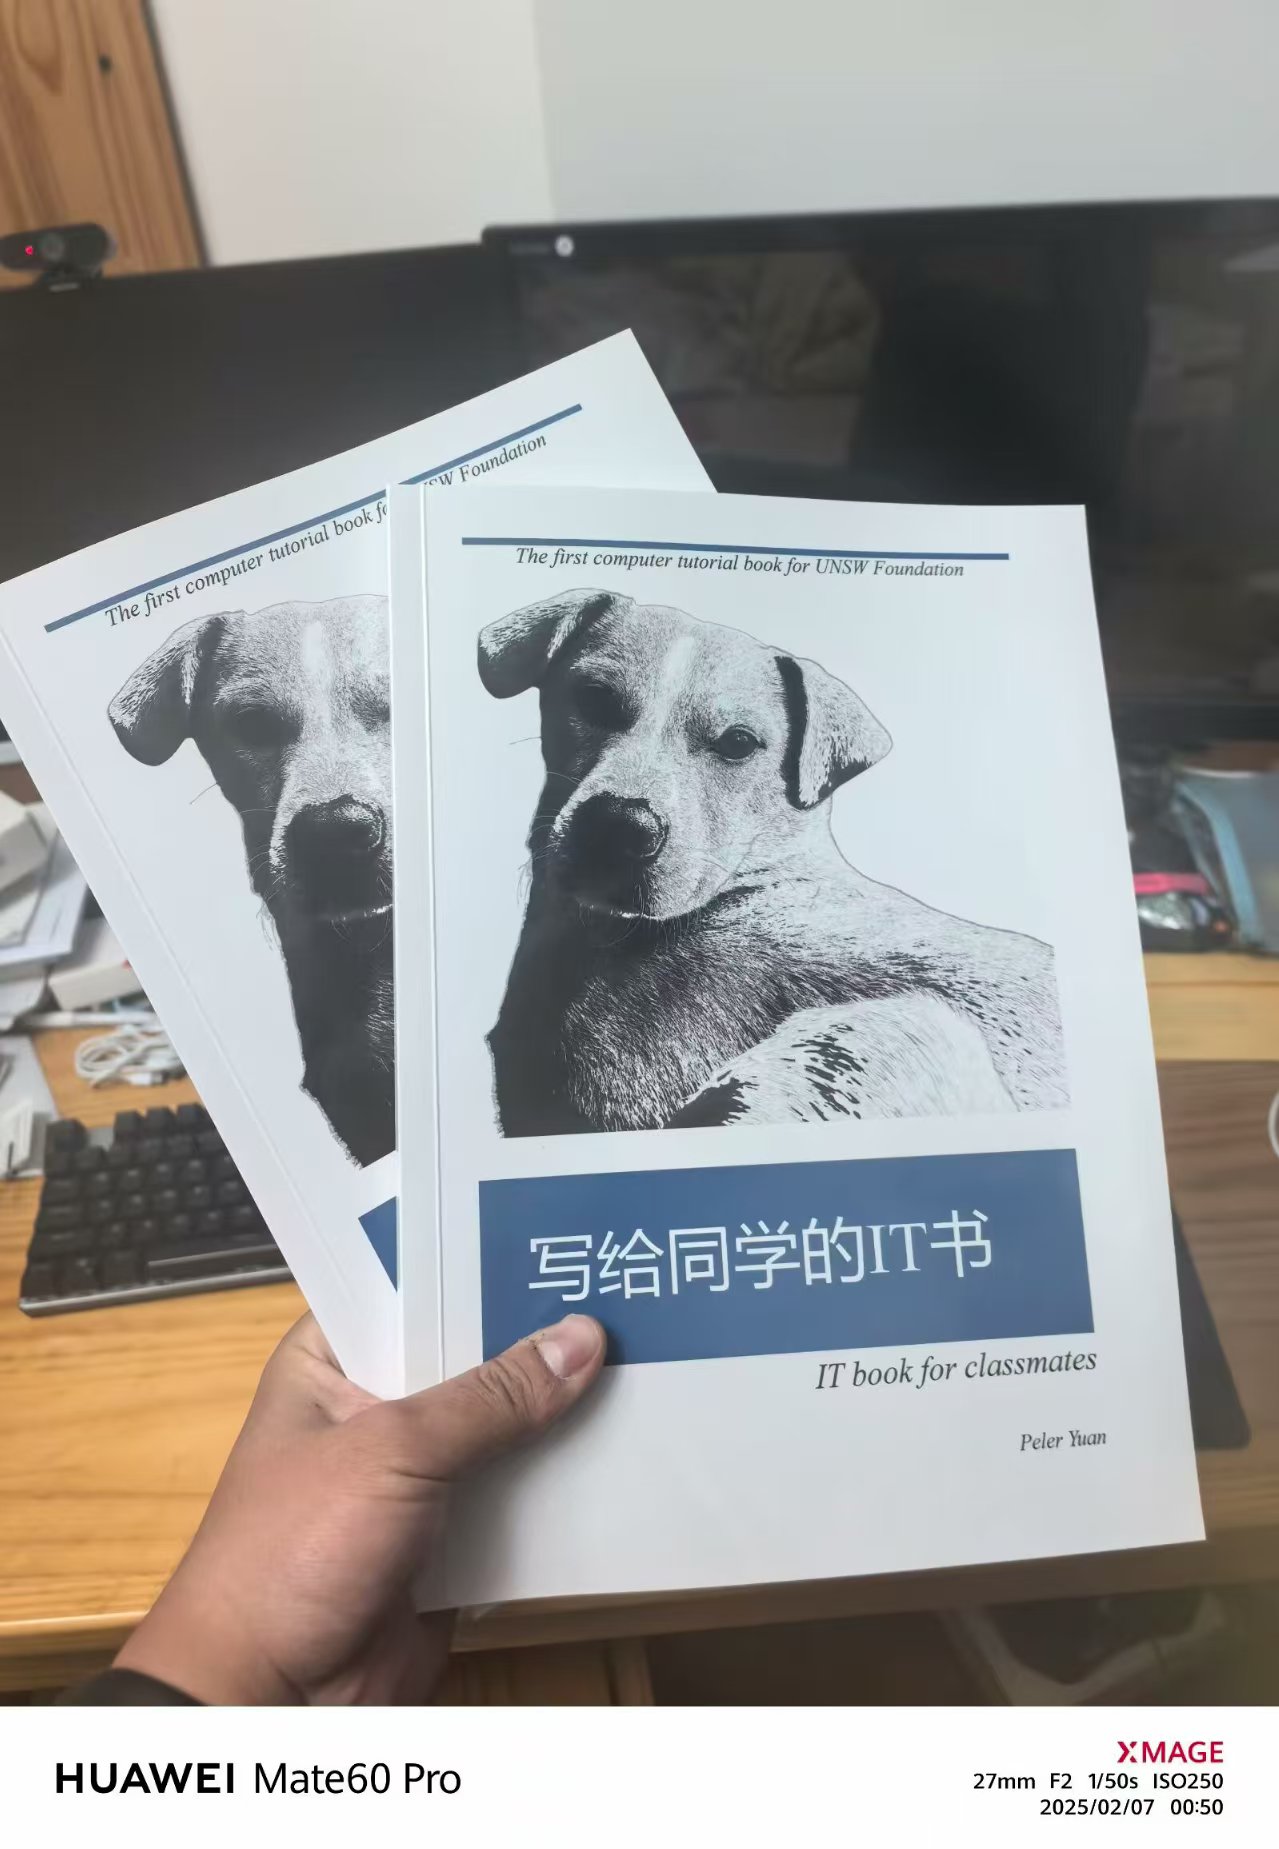 The first computer tutorial book fo
SW Foundation
The first computer tutorial book for UNSW Foundation
写给同学的IT书
IT book for classmates
Peler Yuan
HUAWEI Mate60 Pro
XMAGE
27mm F2 1/50s ISO250
2025/02/07 00:50